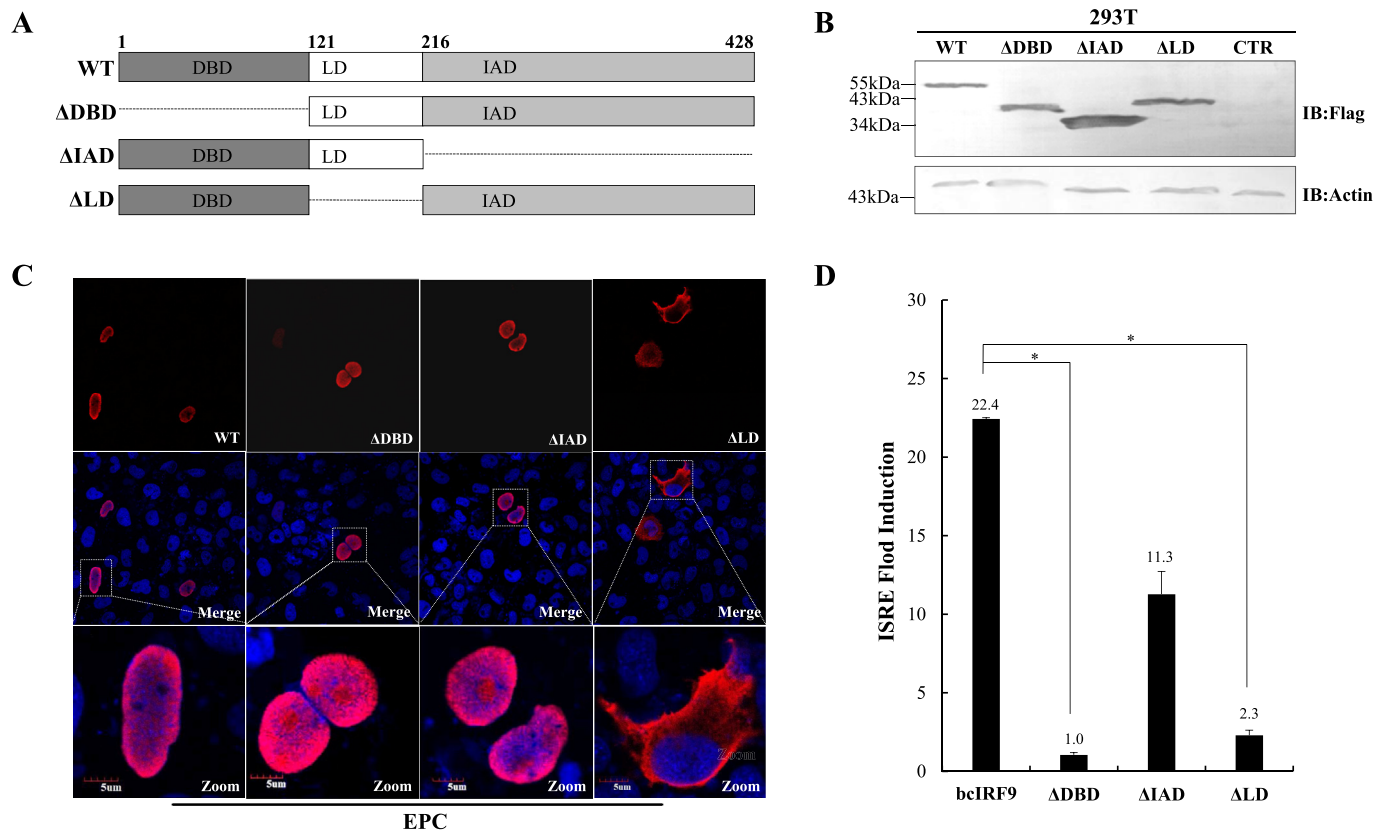 A
1 121 216 428
WT DBD LD IAD
ΔDBD LD IAD
ΔIAD DBD LD
ΔLD DBD IAD
B
293T
WT ΔDBD ΔIAD ΔLD CTR
55kDa
43kDa
34kDa
IB:Flag
43kDa
IB:Actin
C
WT ΔDBD ΔIAD ΔLD
Merge Merge Merge Merge
Zoom
5um Zoom 5um Zoom 5um Zoom 5um Zoom
EPC
D
ISRE Flod Induction
30
25
20
15
10
5
0
*
*
22.4
1.0
11.3
2.3
bcIRF9 ΔDBD ΔIAD ΔLD